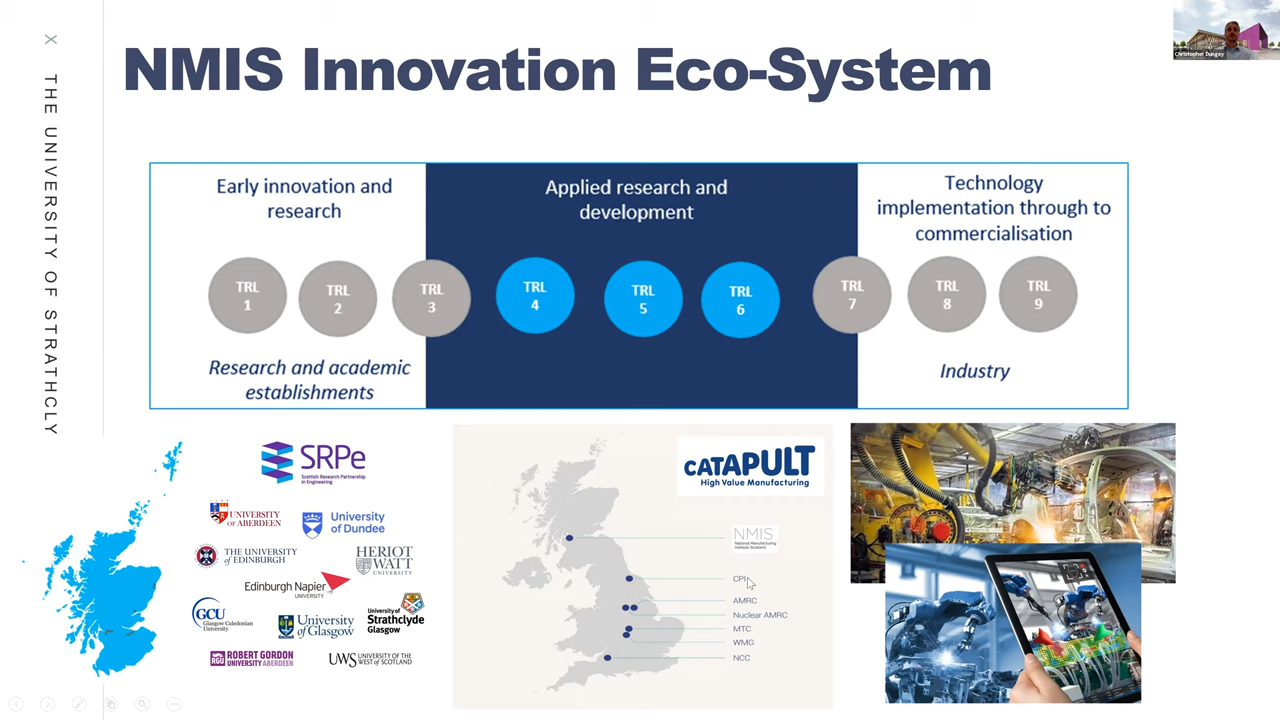 NMIS Innovation Eco-System
Christopher Dungey
X THE UNIVERSITY OF STRATHCLY
Early innovation and
research
Applied research and
development
Technology
implementation through to
commercialisation
TRL
1
TRL
2
TRL
3
TRL
4
TRL
5
TRL
6
TRL
7
TRL
8
TRL
9
Research and academic
establishments
Industry
SRPe
Scottish Research Partnership
in Engineering
UNIVERSITY
OF ABERDEEN
University
of Dundee
THE UNIVERSITY
of EDINBURGH
HERIOT
WATT
UNIVERSITY
Edinburgh Napier
UNIVERSITY
GCU
Glasgow Caledonian
University
University
of Glasgow
University of
Strathclyde
Glasgow
RGU
ROBERT GORDON
UNIVERSITY ABERDEEN
UWS UNIVERSITY OF THE
WEST OF SCOTLAND
CATAPULT
High Value Manufacturing
NMIS
National Manufacturing
Institute Scotland
CPI
AMRC
Nuclear AMRC
MTC
WMG
NCC